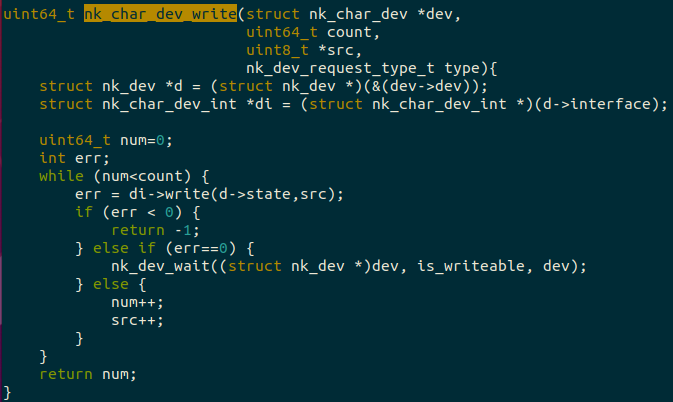 uint64_t nk_char_dev_write(struct nk_char_dev *dev,
                           uint64_t count,
                           uint8_t *src,
                           nk_dev_request_type_t type){
    struct nk_dev *d = (struct nk_dev *)(&(dev->dev));
    struct nk_char_dev_int *di = (struct nk_char_dev_int *)(d->interface);

    uint64_t num=0;
    int err;
    while (num<count) {
        err = di->write(d->state,src);
        if (err < 0) {
            return -1;
        } else if (err==0) {
            nk_dev_wait((struct nk_dev *)dev, is_writeable, dev);
        } else {
            num++;
            src++;
        }
    }
    return num;
}